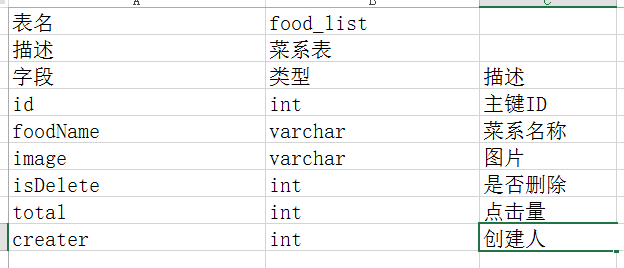 A B C
表名 food_list
描述 菜系表
字段 类型 描述
id int 主键ID
foodName varchar 菜系名称
image varchar 图片
isDelete int 是否删除
total int 点击量
creater int 创建人